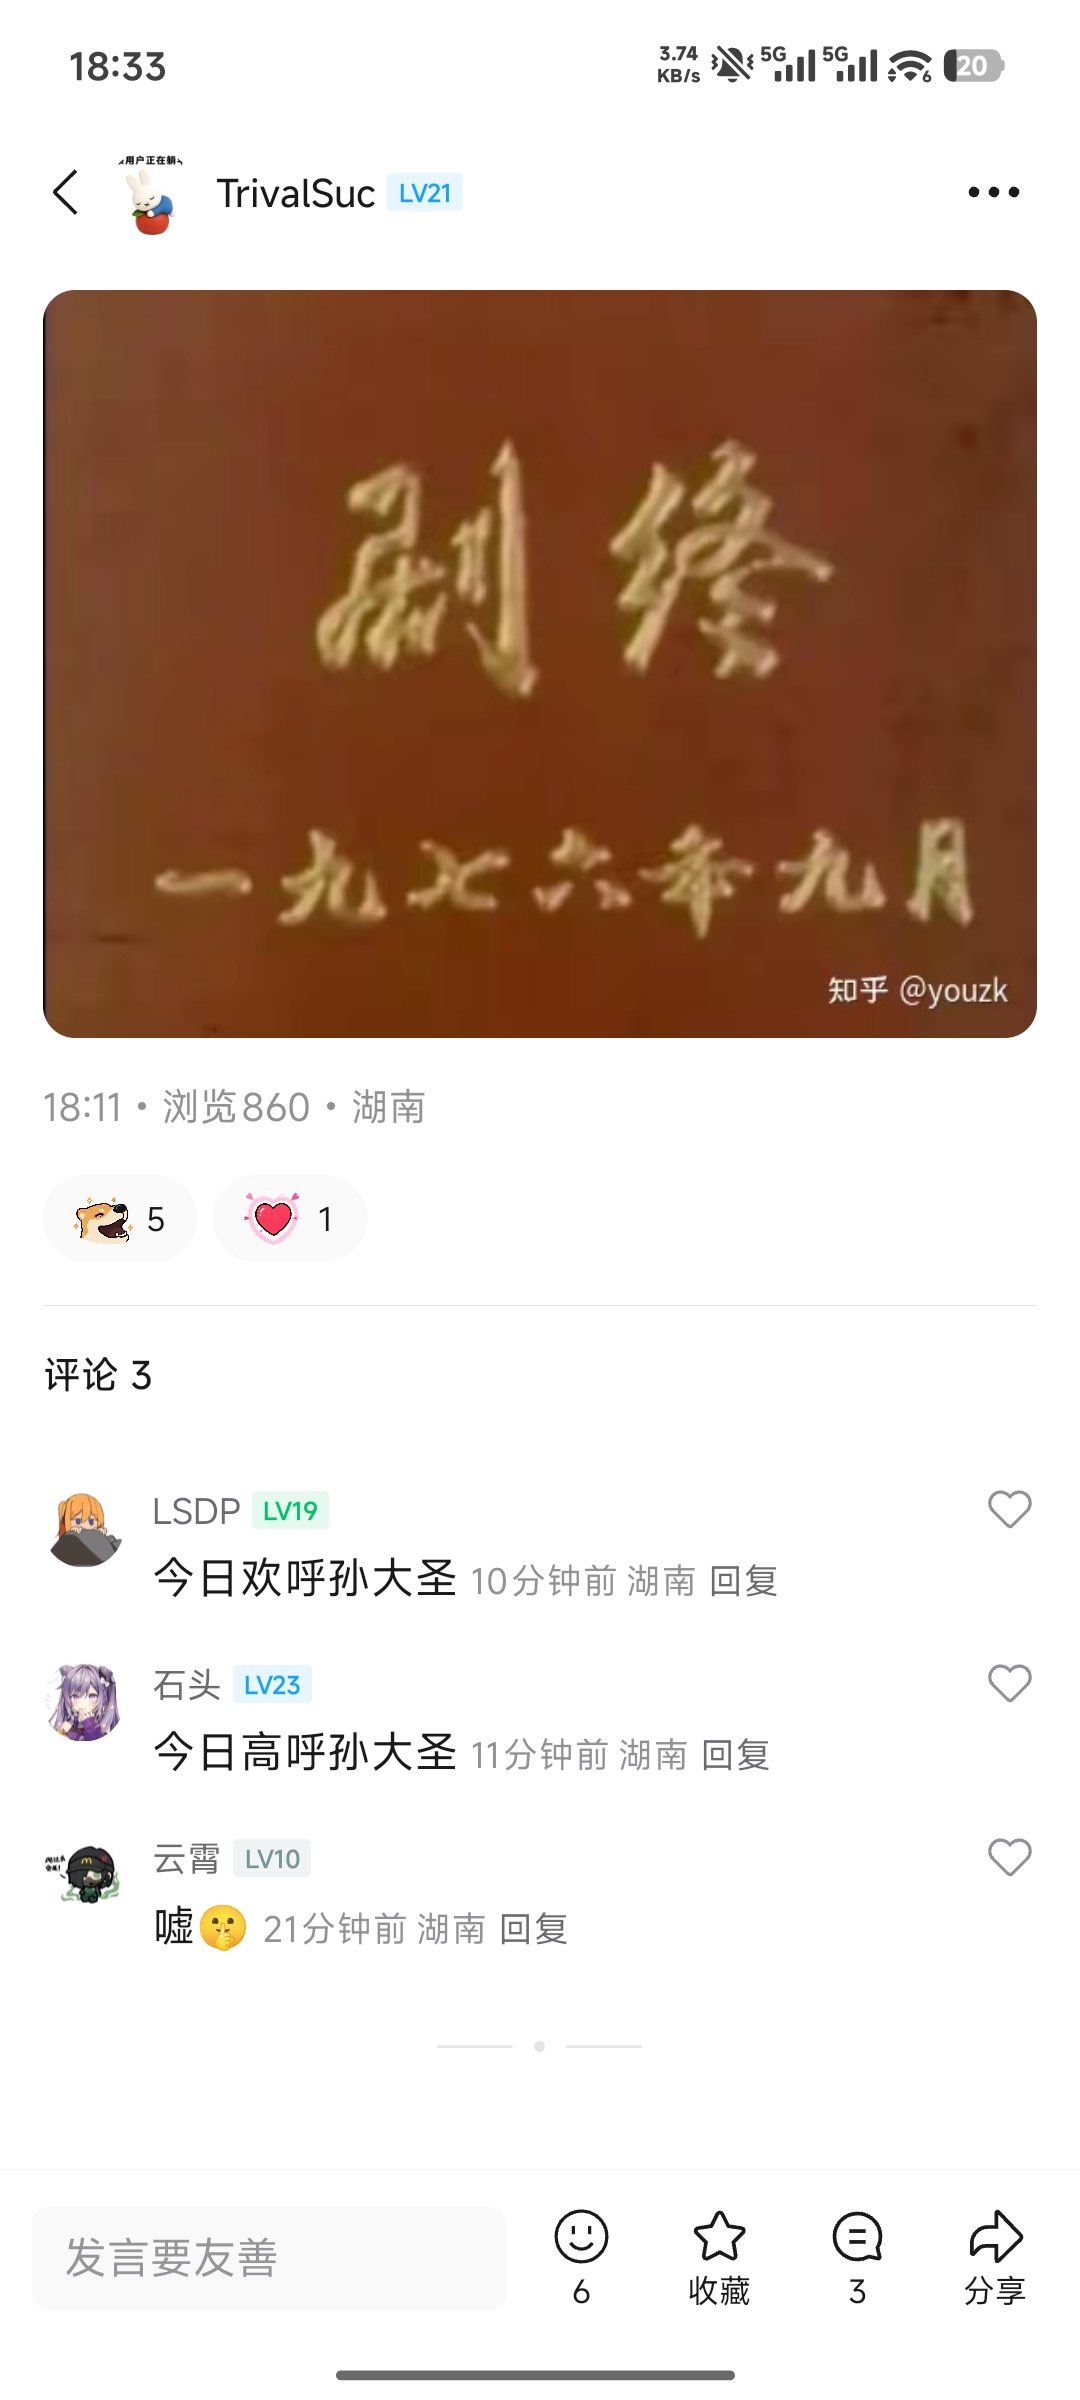 18:33
3.74
KB/s
5G
5G
6
20
用户正在躺
TrivalSuc LV21
剧终
一九七六年九月
知乎 @youzk
18:11 • 浏览860 • 湖南
5
1
评论 3
LSDP LV19
今日欢呼孙大圣 10分钟前 湖南 回复
石头 LV23
今日高呼孙大圣 11分钟前 湖南 回复
云霄 LV10
嘘🤫 21分钟前 湖南 回复
发言要友善
6
收藏
3
分享